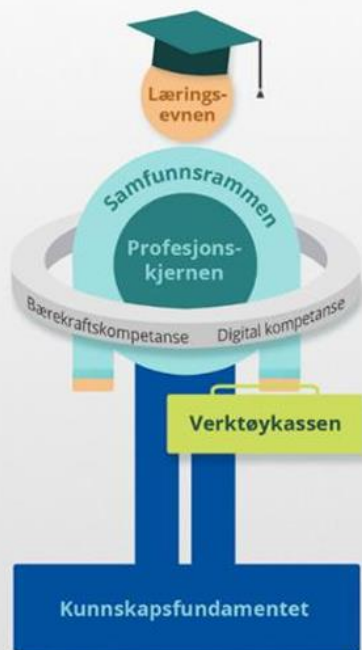 Lærings-
evnen
Samfunnsrammen
Profesjons-
kjernen
Bærekraftskompetanse
Digital kompetanse
Verktøykassen
Kunnskapsfundamentet